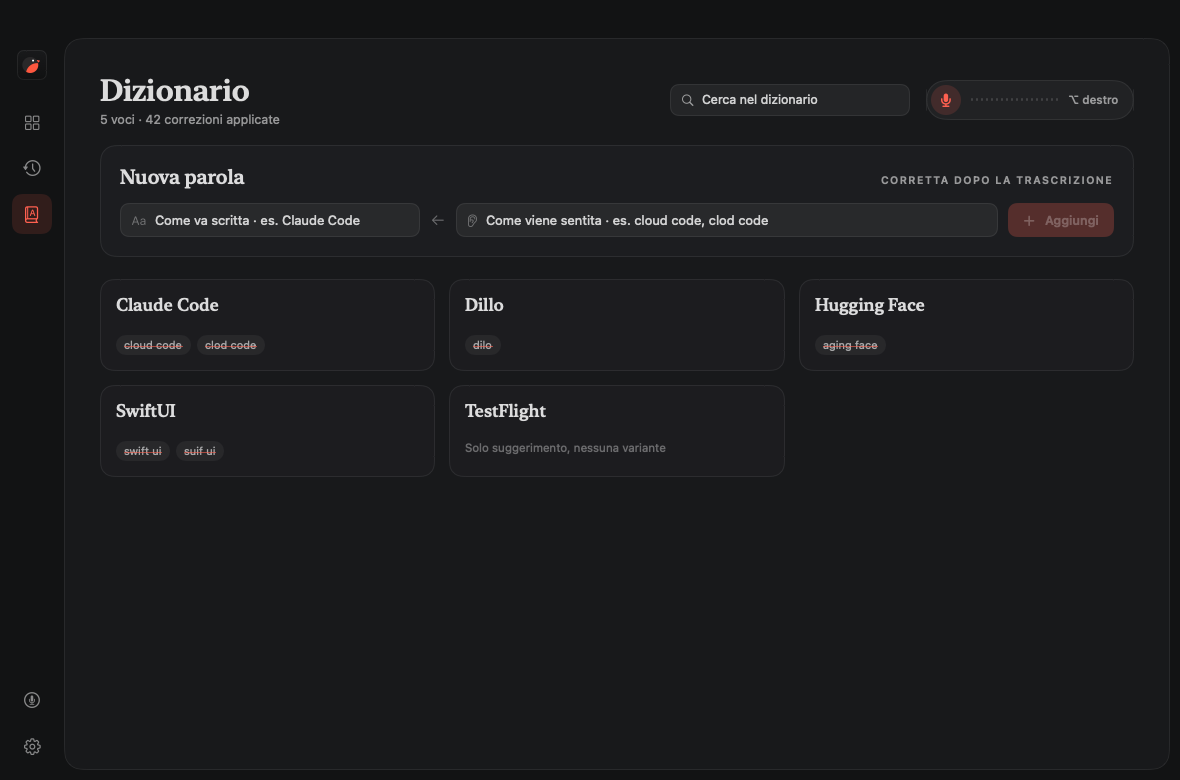 Dizionario
5 voci · 42 correzioni applicate
Cerca nel dizionario
⌥ destro
Nuova parola
CORRETTA DOPO LA TRASCRIZIONE
Aa Come va scritta · es. Claude Code
← Come viene sentita · es. cloud code, clod code
+ Aggiungi
Claude Code
cloud code clod code
Dillo
dilo
Hugging Face
aging face
SwiftUI
swift ui suif ui
TestFlight
Solo suggerimento, nessuna variante